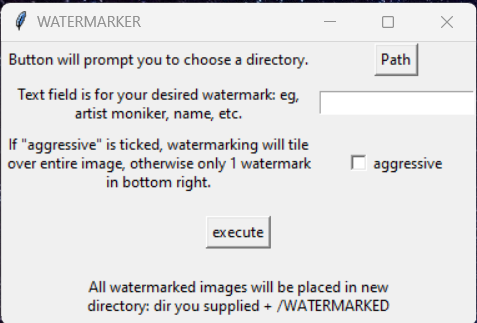 WATERMARKER
Button will prompt you to choose a directory.
Path
Text field is for your desired watermark: eg,
artist moniker, name, etc.
If "aggressive" is ticked, watermarking will tile
over entire image, otherwise only 1 watermark
in bottom right.
aggressive
execute
All watermarked images will be placed in new
directory: dir you supplied + /WATERMARKED